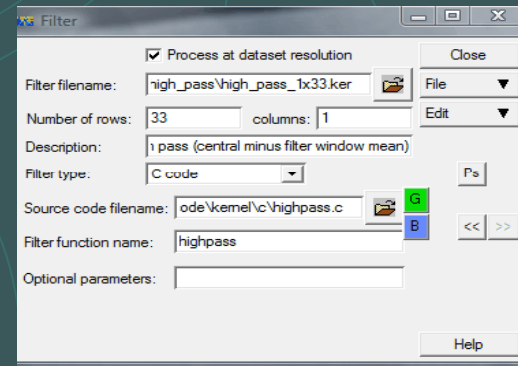 Filter
Process at dataset resolution Close
Filter filename: high_pass\high_pass_1x33.ker File
Number of rows: 33 columns: 1 Edit
Description: pass (central minus filter window mean)
Filter type: C code Ps
Source code filename: ode\kernel\c\highpass.c G
Filter function name: highpass B << >>
Optional parameters:
Help